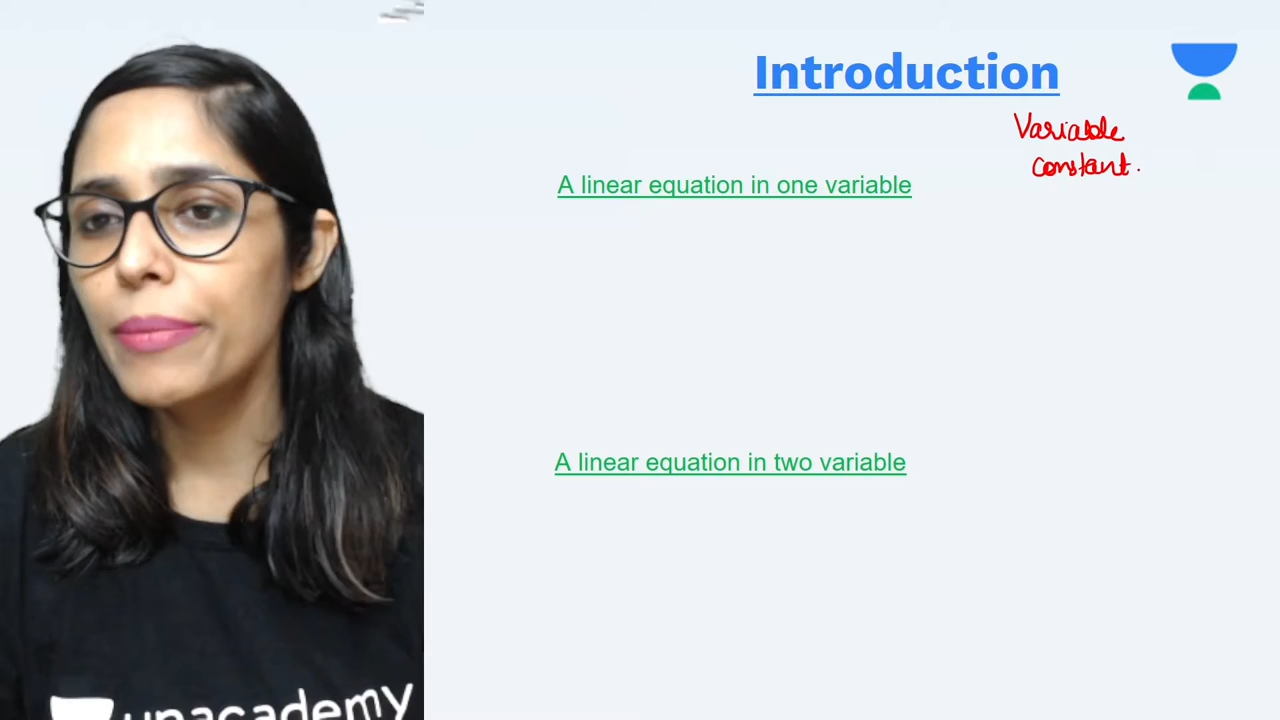 Introduction
Variable
constant.
A linear equation in one variable
A linear equation in two variable
unacademy